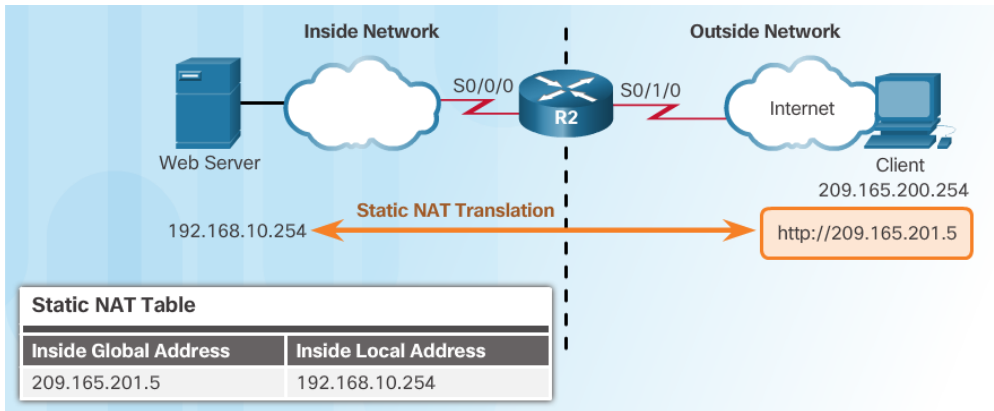 Inside Network
Outside Network
S0/0/0
S0/1/0
R2
Internet
Web Server
Client
209.165.200.254
Static NAT Translation
192.168.10.254
http://209.165.201.5
Static NAT Table
Inside Global Address Inside Local Address
209.165.201.5 192.168.10.254